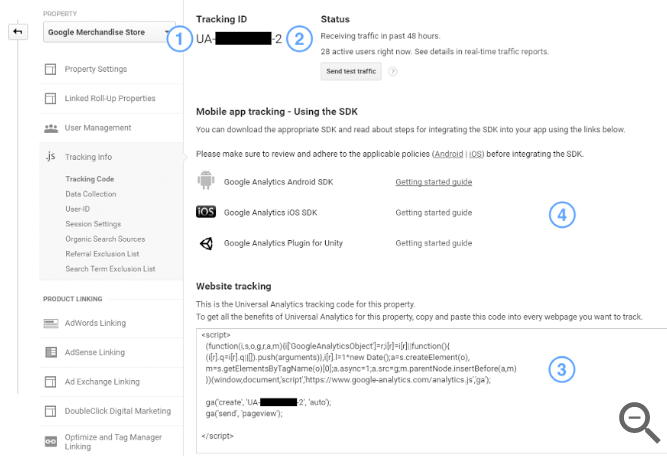 PROPERTY
Google Merchandise Store
Property Settings
Linked Roll-Up Properties
User Management
.js Tracking Info
Tracking Code
Data Collection
User-ID
Session Settings
Organic Search Sources
Referral Exclusion List
Search Term Exclusion List
PRODUCT LINKING
AdWords Linking
AdSense Linking
Ad Exchange Linking
DoubleClick Digital Marketing
Optimize and Tag Manager
Linking
1
Tracking ID
UA- -2
2
Status
Receiving traffic in past 48 hours.
28 active users right now. See details in real-time traffic reports.
Send test traffic ?
Mobile app tracking - Using the SDK
You can download the appropriate SDK and read about steps for integrating the SDK into your app using the links below.
Please make sure to review and adhere to the applicable policies (Android | iOS) before integrating the SDK.
Google Analytics Android SDK Getting started guide
iOS Google Analytics iOS SDK Getting started guide
4
Google Analytics Plugin for Unity Getting started guide
Website tracking
This is the Universal Analytics tracking code for this property.
To get all the benefits of Universal Analytics for this property, copy and paste this code into every webpage you want to track.
<script>
(function(i,s,o,g,r,a,m){i['GoogleAnalyticsObject']=r;i[r]=i[r]||function(){
(i[r].q=i[r].q||[]).push(arguments)},i[r].l=1*new Date();a=s.createElement(o),
m=s.getElementsByTagName(o)[0];a.async=1;a.src=g;m.parentNode.insertBefore(a,m)
})(window,document,'script','https://www.google-analytics.com/analytics.js','ga');
3
ga('create', 'UA- -2', 'auto');
ga('send', 'pageview');
</script>